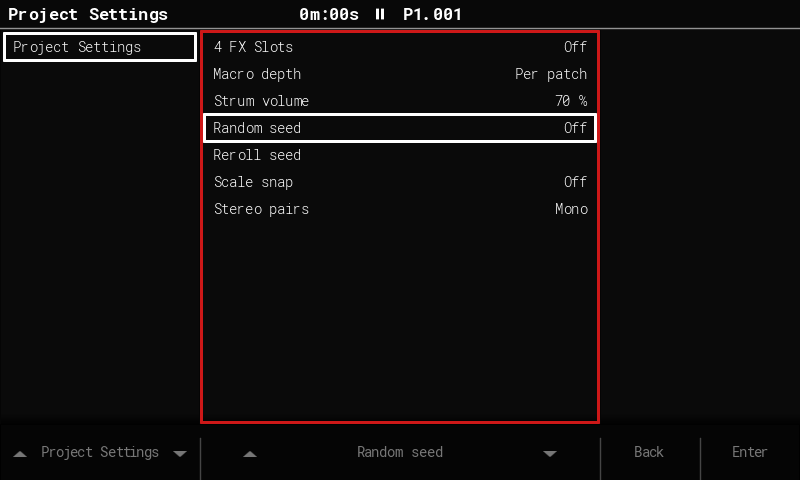 Project Settings 0m:00s P1.001
Project Settings
4 FX Slots Off
Macro depth Per patch
Strum volume 70 %
Random seed Off
Reroll seed
Scale snap Off
Stereo pairs Mono
Project Settings Random seed Back Enter